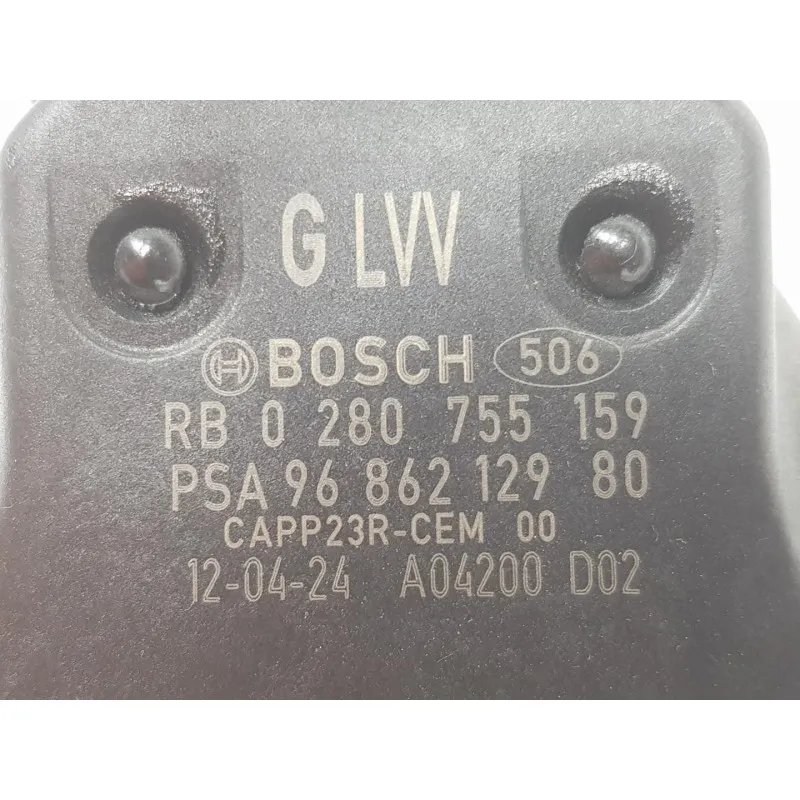 G LVV
BOSCH 506
RB 0 280 755 159
PSA 96 862 129 80
CAPP23R-CEM 00
12-04-24 A04200 D02